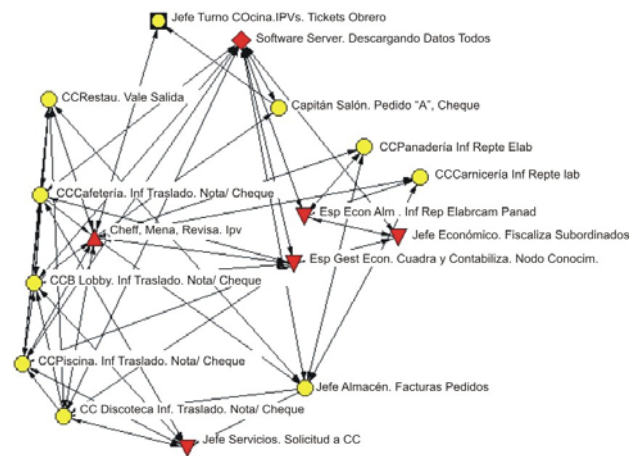 Jefe Turno COcina.IPVs. Tickets Obrero
Software Server. Descargando Datos Todos
CCRestau. Vale Salida
Capitán Salón. Pedido “A”, Cheque
CCPanadería Inf Repte Elab
CCCarnicería Inf Repte lab
CCCafetería. Inf Traslado. Nota/ Cheque
Esp Econ Alm . Inf Rep Elabrcam Panad
Cheff, Mena, Revisa. Ipv
Jefe Económico. Fiscaliza Subordinados
Esp Gest Econ. Cuadra y Contabiliza. Nodo Conocim.
CCB Lobby. Inf Traslado. Nota/ Cheque
CCPiscina. Inf Traslado. Nota/ Cheque
Jefe Almacén. Facturas Pedidos
CC Discoteca Inf. Traslado. Nota/ Cheque
Jefe Servicios. Solicitud a CC